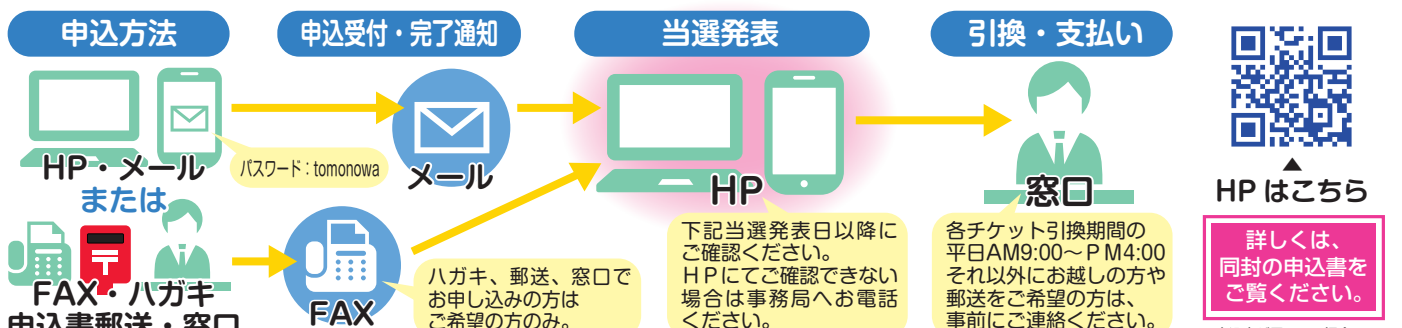 申込方法
申込受付・完了通知
当選発表
引換・支払い
HP・メール
または
パスワード：tomonowa
メール
HP
窓口
▲
HP はこちら
FAX・ハガキ
申込書郵送・窓口
FAX
ハガキ、郵送、窓口で
お申し込みの方は
ご希望の方のみ。
下記当選発表日以降に
ご確認ください。
ＨＰにてご確認できない
場合は事務局へお電話
ください。
各チケット引換期間の
平日AM9:00～ＰＭ4:00
それ以外にお越しの方や
郵送をご希望の方は、
事前にご連絡ください。
詳しくは、
同封の申込書を
ご覧ください。